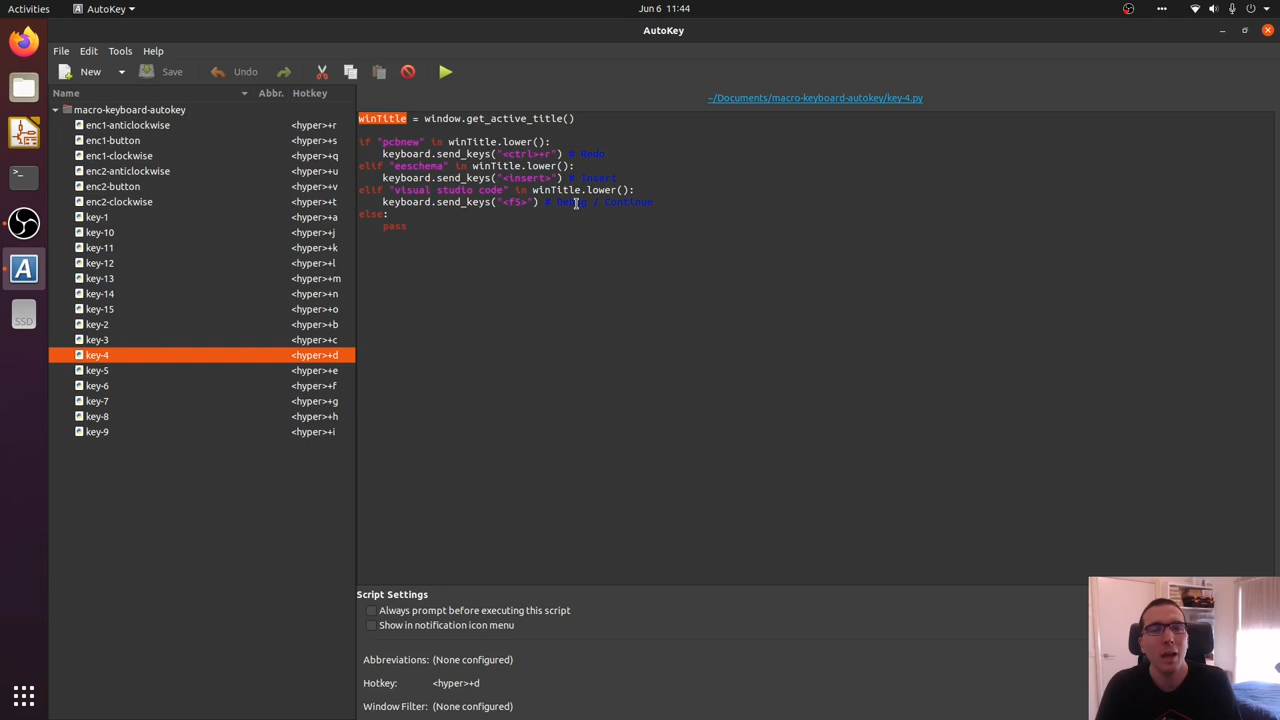 Activities
AutoKey
Jun 6 11:44
AutoKey
File Edit Tools Help
New Save Undo
Name Abbr. Hotkey
~/Documents/macro-keyboard-autokey/key-4.py
macro-keyboard-autokey
enc1-anticlockwise <hyper>+r
enc1-button <hyper>+s
enc1-clockwise <hyper>+q
enc2-anticlockwise <hyper>+u
enc2-button <hyper>+v
enc2-clockwise <hyper>+t
key-1 <hyper>+a
key-10 <hyper>+j
key-11 <hyper>+k
key-12 <hyper>+l
key-13 <hyper>+m
key-14 <hyper>+n
key-15 <hyper>+o
key-2 <hyper>+b
key-3 <hyper>+c
key-4 <hyper>+d
key-5 <hyper>+e
key-6 <hyper>+f
key-7 <hyper>+g
key-8 <hyper>+h
key-9 <hyper>+i
winTitle = window.get_active_title()
if "pcbnew" in winTitle.lower():
keyboard.send_keys("<ctrl>+r") # Redo
elif "eeschema" in winTitle.lower():
keyboard.send_keys("<insert>") # Insert
elif "visual studio code" in winTitle.lower():
keyboard.send_keys("<f5>") # Debug / Continue
else:
pass
SSD
Script Settings
Always prompt before executing this script
Show in notification icon menu
Abbreviations: (None configured)
Hotkey: <hyper>+d
Window Filter: (None configured)